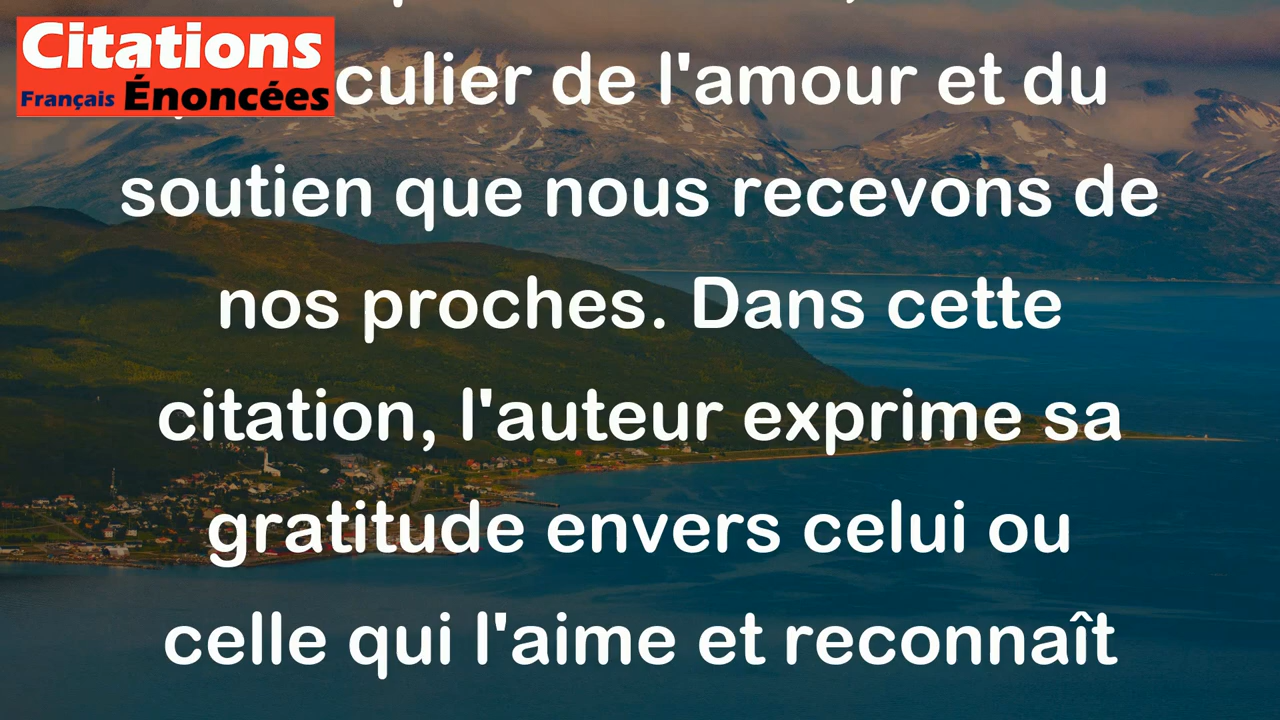 Citations
Français Énoncées
culier de l'amour et du
soutien que nous recevons de
nos proches. Dans cette
citation, l'auteur exprime sa
gratitude envers celui ou
celle qui l'aime et reconnaît